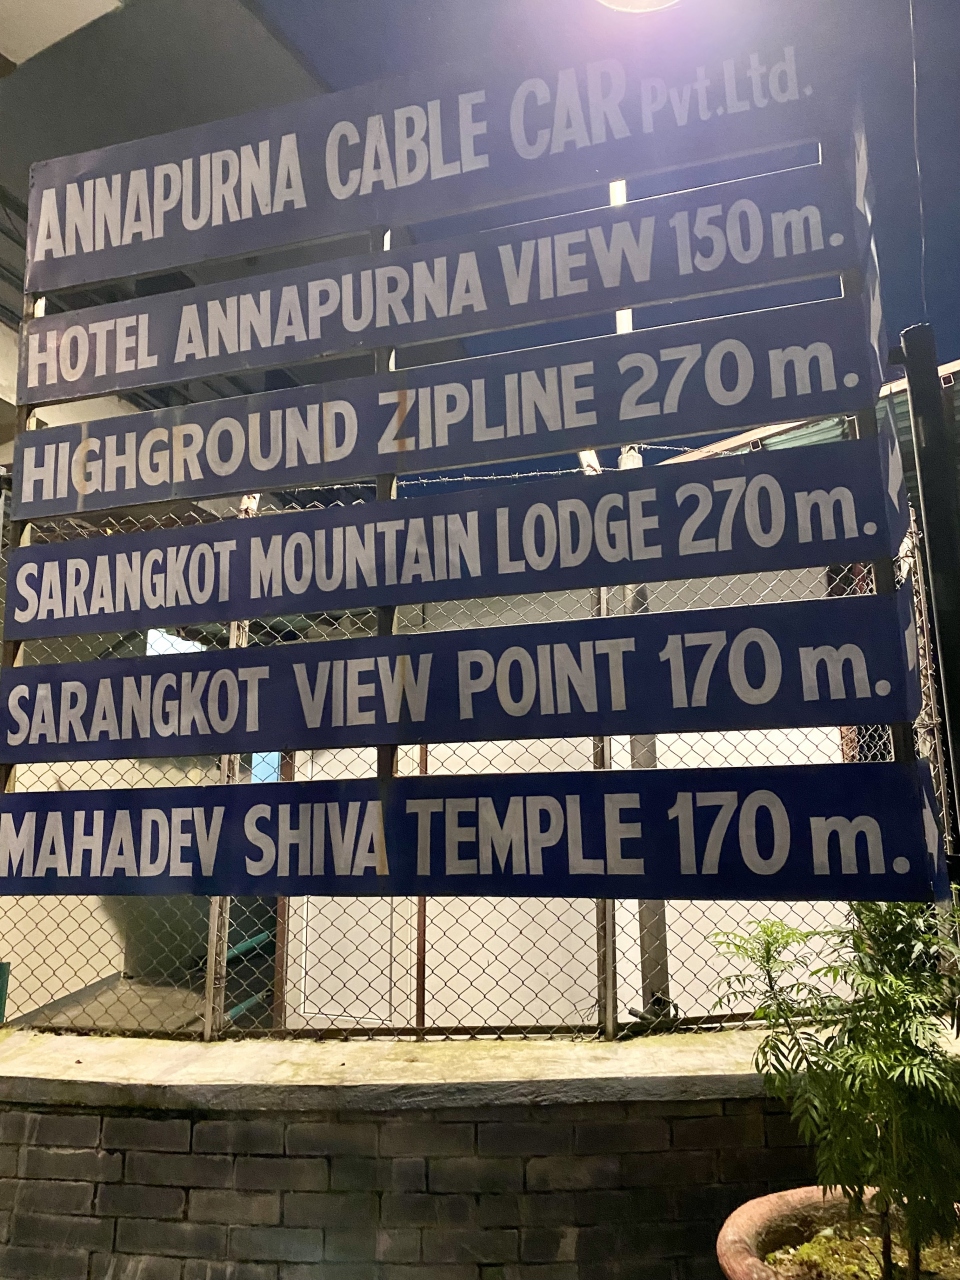 ANNAPURNA CABLE CAR Pvt.Ltd.
HOTEL ANNAPURNA VIEW 150 m.
HIGHGROUND ZIPLINE 270 m.
SARANGKOT MOUNTAIN LODGE 270 m.
SARANGKOT VIEW POINT 170 m.
MAHADEV SHIVA TEMPLE 170 m.